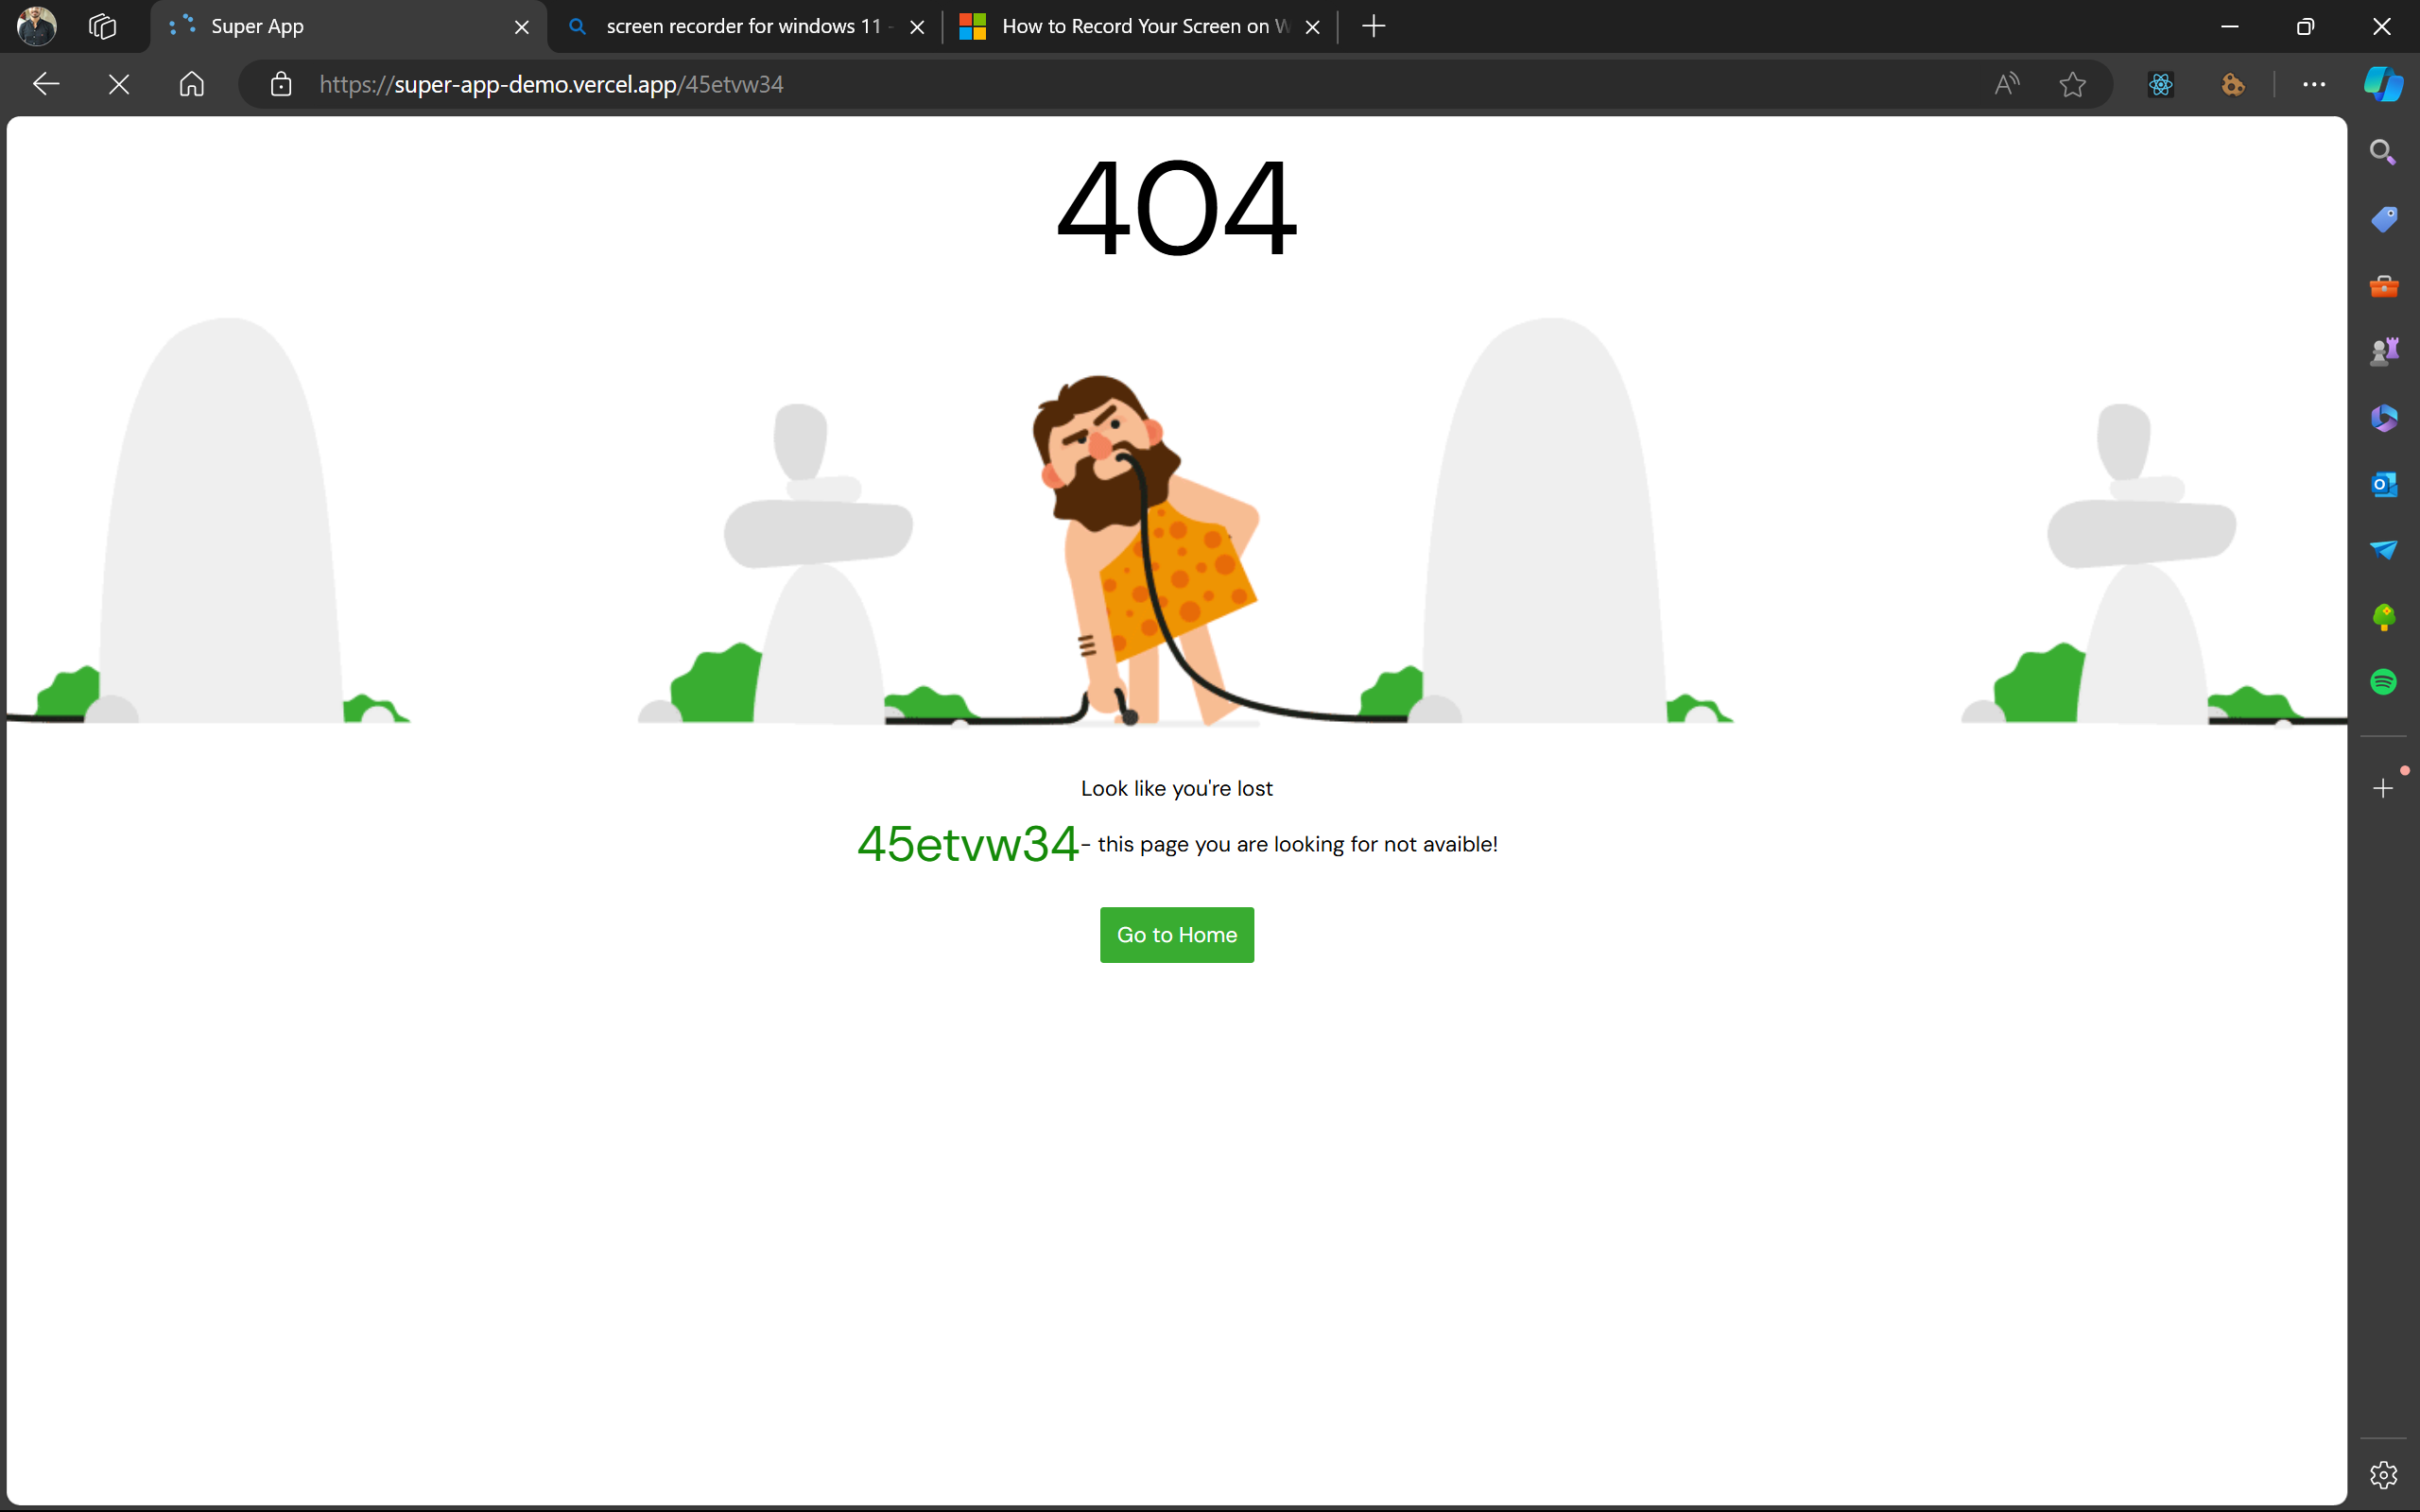 Super App
screen recorder for windows 11 -
How to Record Your Screen on W
https://super-app-demo.vercel.app/45etvw34
404
Look like you're lost
45etvw34- this page you are looking for not avaible!
Go to Home